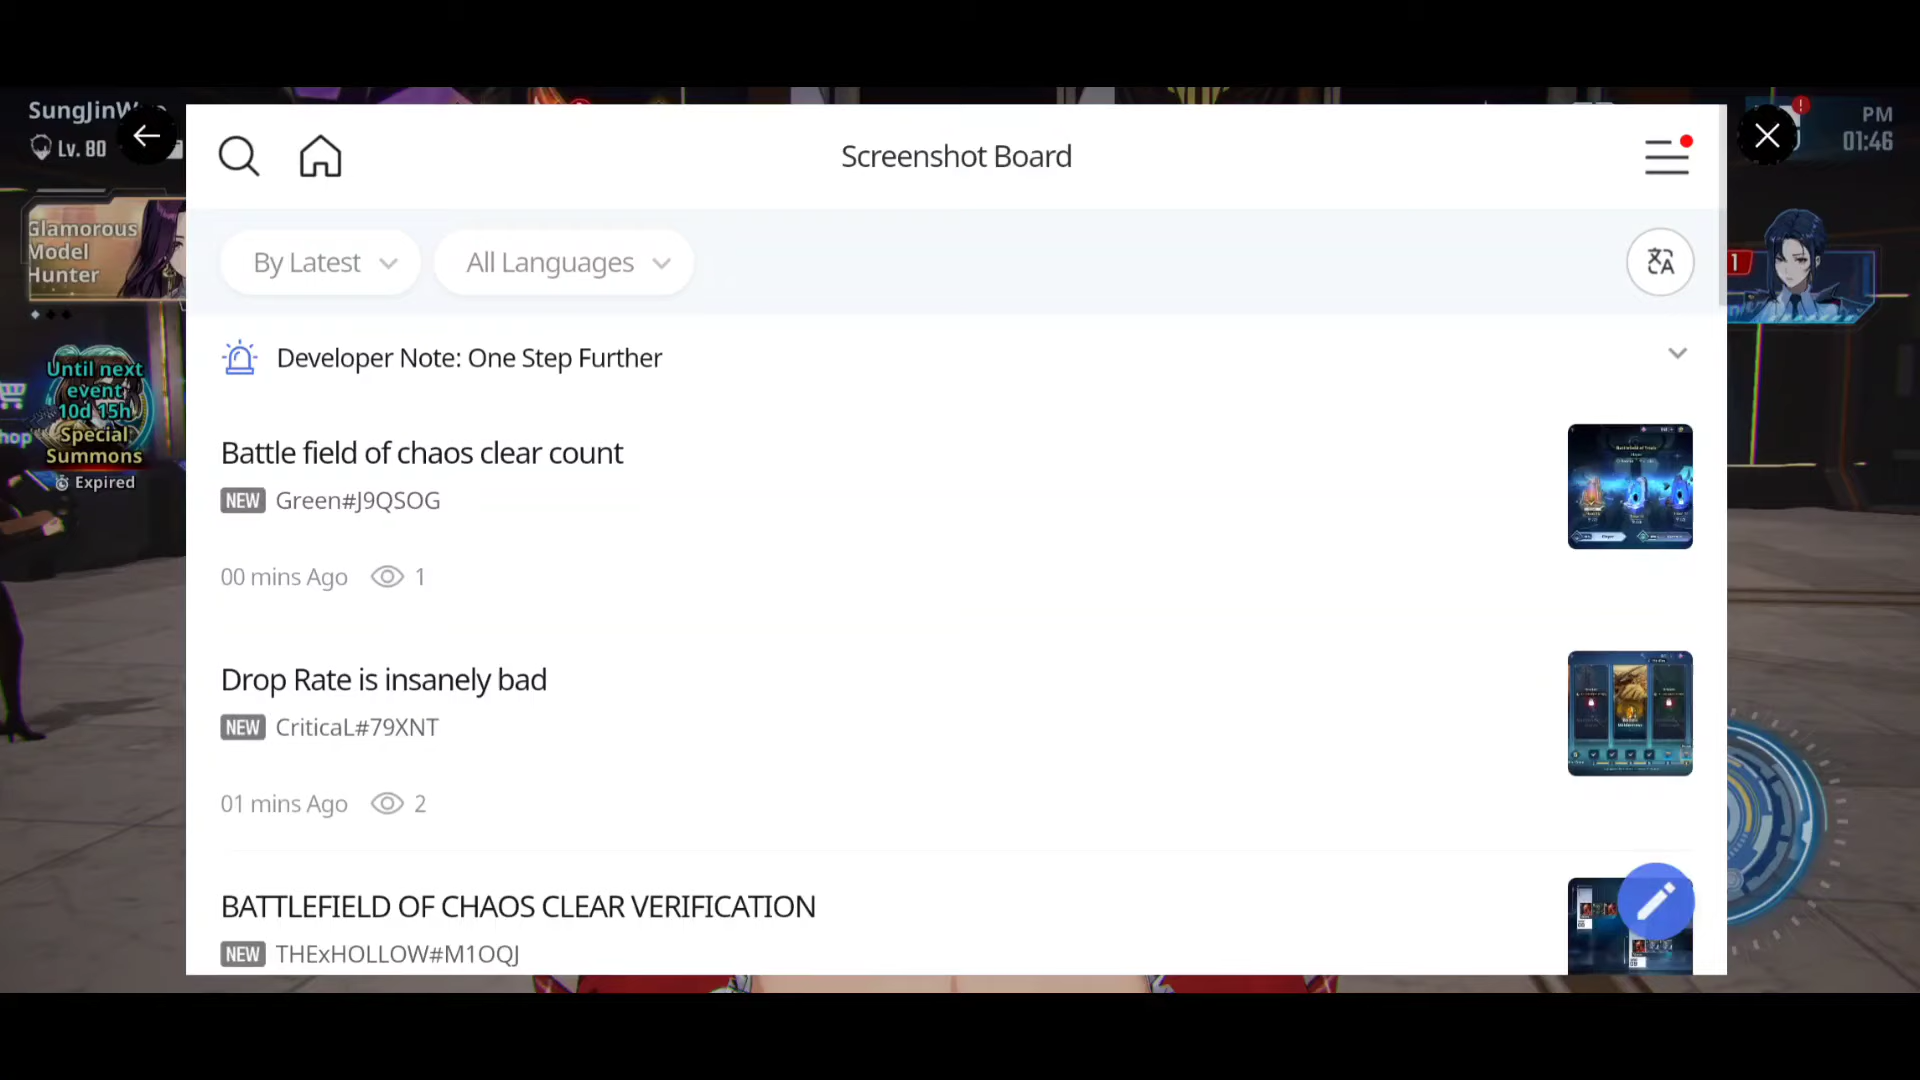 SungJinW
Lv. 80
PM
01:46
Screenshot Board
Glamorous
Model
Hunter
By Latest
All Languages
1
Developer Note: One Step Further
Until next
event
10d 15h
Special
Summons
Expired
hop
Battle field of chaos clear count
NEW Green#J9QSOG
00 mins Ago 1
Drop Rate is insanely bad
NEW CriticaL#79XNT
01 mins Ago 2
BATTLEFIELD OF CHAOS CLEAR VERIFICATION
NEW THExHOLLOW#M1OQJ